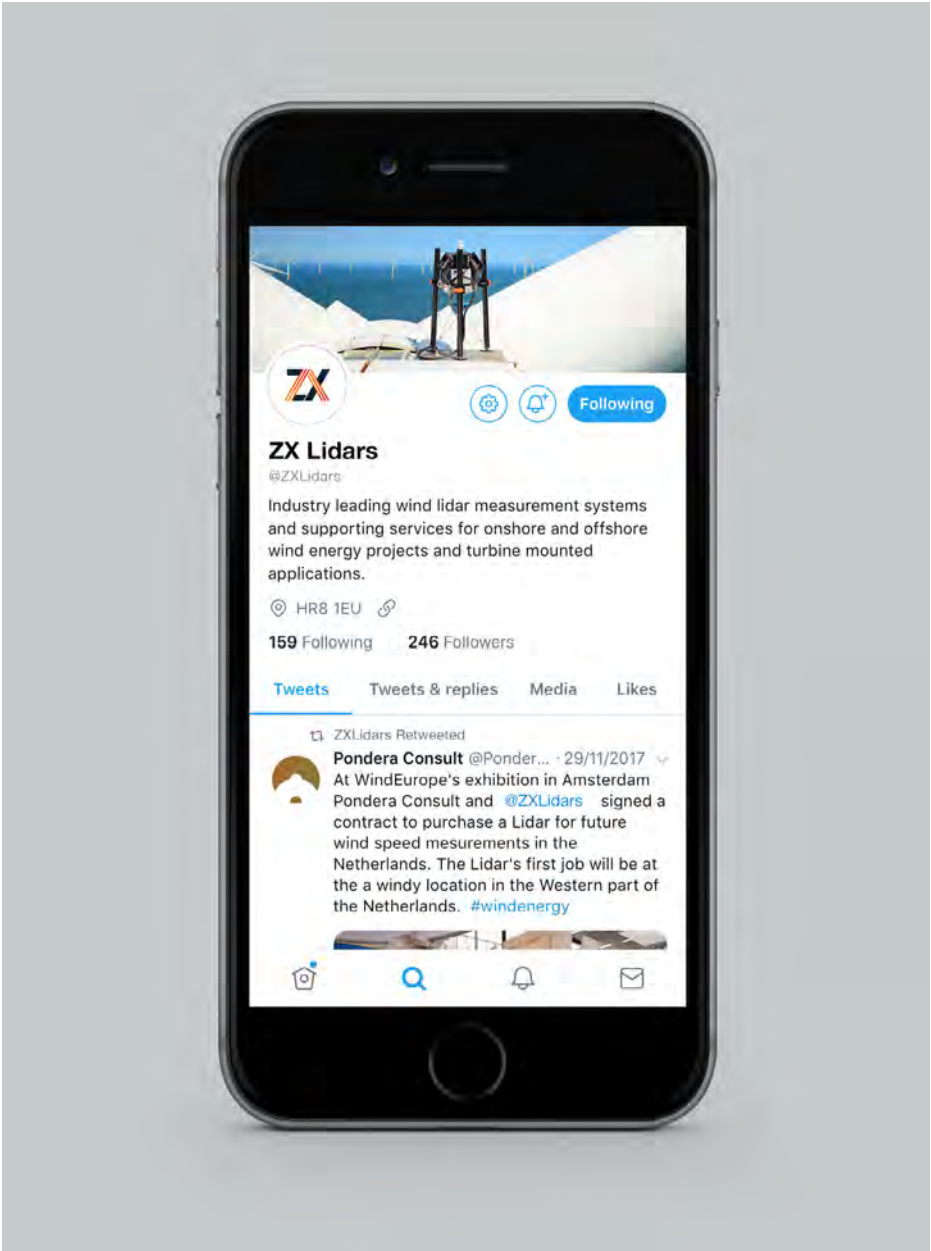 ZX
Following
ZX Lidars
@ZXLidars
Industry leading wind lidar measurement systems
and supporting services for onshore and offshore
wind energy projects and turbine mounted
applications.
HR8 1EU
159 Following 246 Followers
Tweets Tweets & replies Media Likes
ZXLidars Retweeted
Pondera Consult @Ponder... · 29/11/2017
At WindEurope's exhibition in Amsterdam
Pondera Consult and @ZXLidars signed a
contract to purchase a Lidar for future
wind speed mesurements in the
Netherlands. The Lidar's first job will be at
the a windy location in the Western part of
the Netherlands. #windenergy